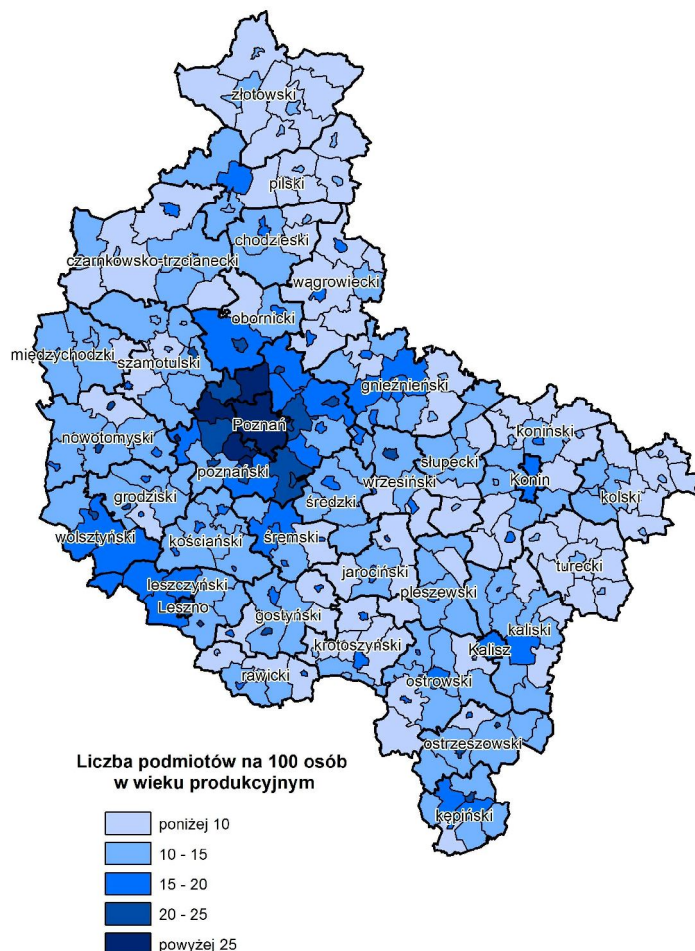 złotowski
pilski
chodzieski
czarnkowsko-trzcianecki
wągrowiecki
obornicki
międzychodzki
szamotulski
gnieźnieński
Poznań
nowotomyski
koniński
słupecki
poznański
wrzesiński
Konin
grodziski
średzki
kolski
wolsztyński
kościański
śremski
turecki
leszczyński
jarociński
pleszewski
Leszno
gostyński
kaliski
krotoszyński
Kalisz
rawicki
ostrowski
ostrzeszowski
kępiński
Liczba podmiotów na 100 osób
w wieku produkcyjnym
poniżej 10
10 - 15
15 - 20
20 - 25
powyżej 25